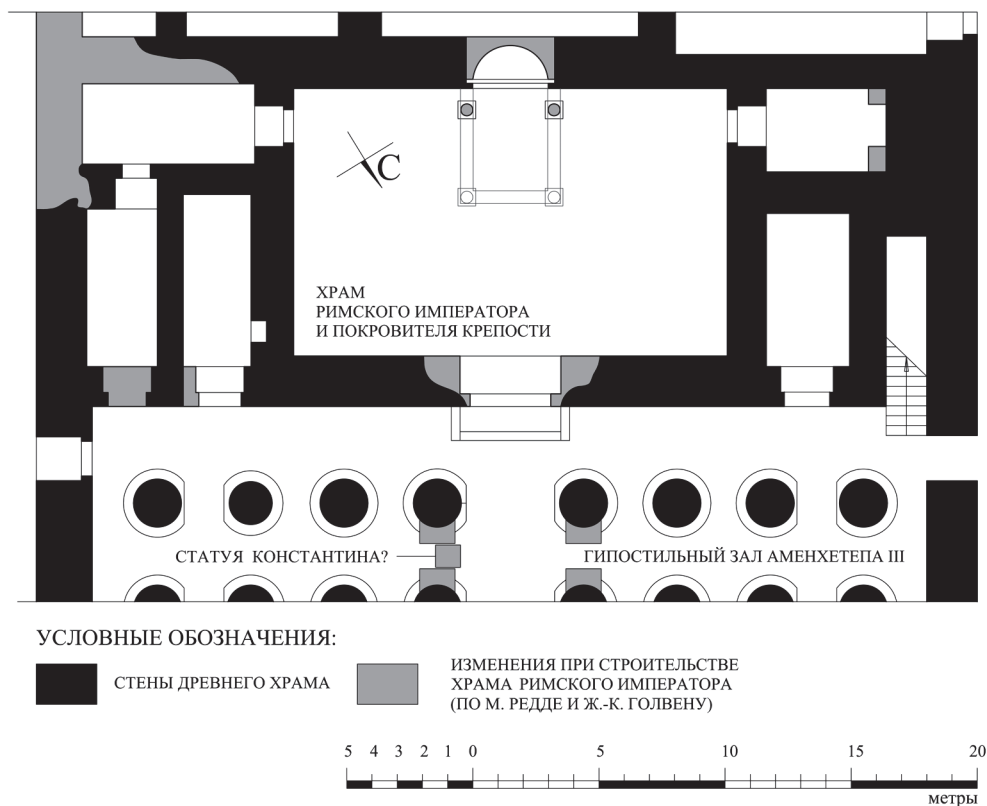 С
ХРАМ
РИМСКОГО ИМПЕРАТОРА
И ПОКРОВИТЕЛЯ КРЕПОСТИ
СТАТУЯ КОНСТАНТИНА?
ГИПОСТИЛЬНЫЙ ЗАЛ АМЕНХЕТЕПА III
УСЛОВНЫЕ ОБОЗНАЧЕНИЯ:
СТЕНЫ ДРЕВНЕГО ХРАМА
ИЗМЕНЕНИЯ ПРИ СТРОИТЕЛЬСТВЕ
ХРАМА РИМСКОГО ИМПЕРАТОРА
(ПО М. РЕДДЕ И Ж.-К. ГОЛВЕНУ)
5 4 3 2 1 0 5 10 15 20
метры